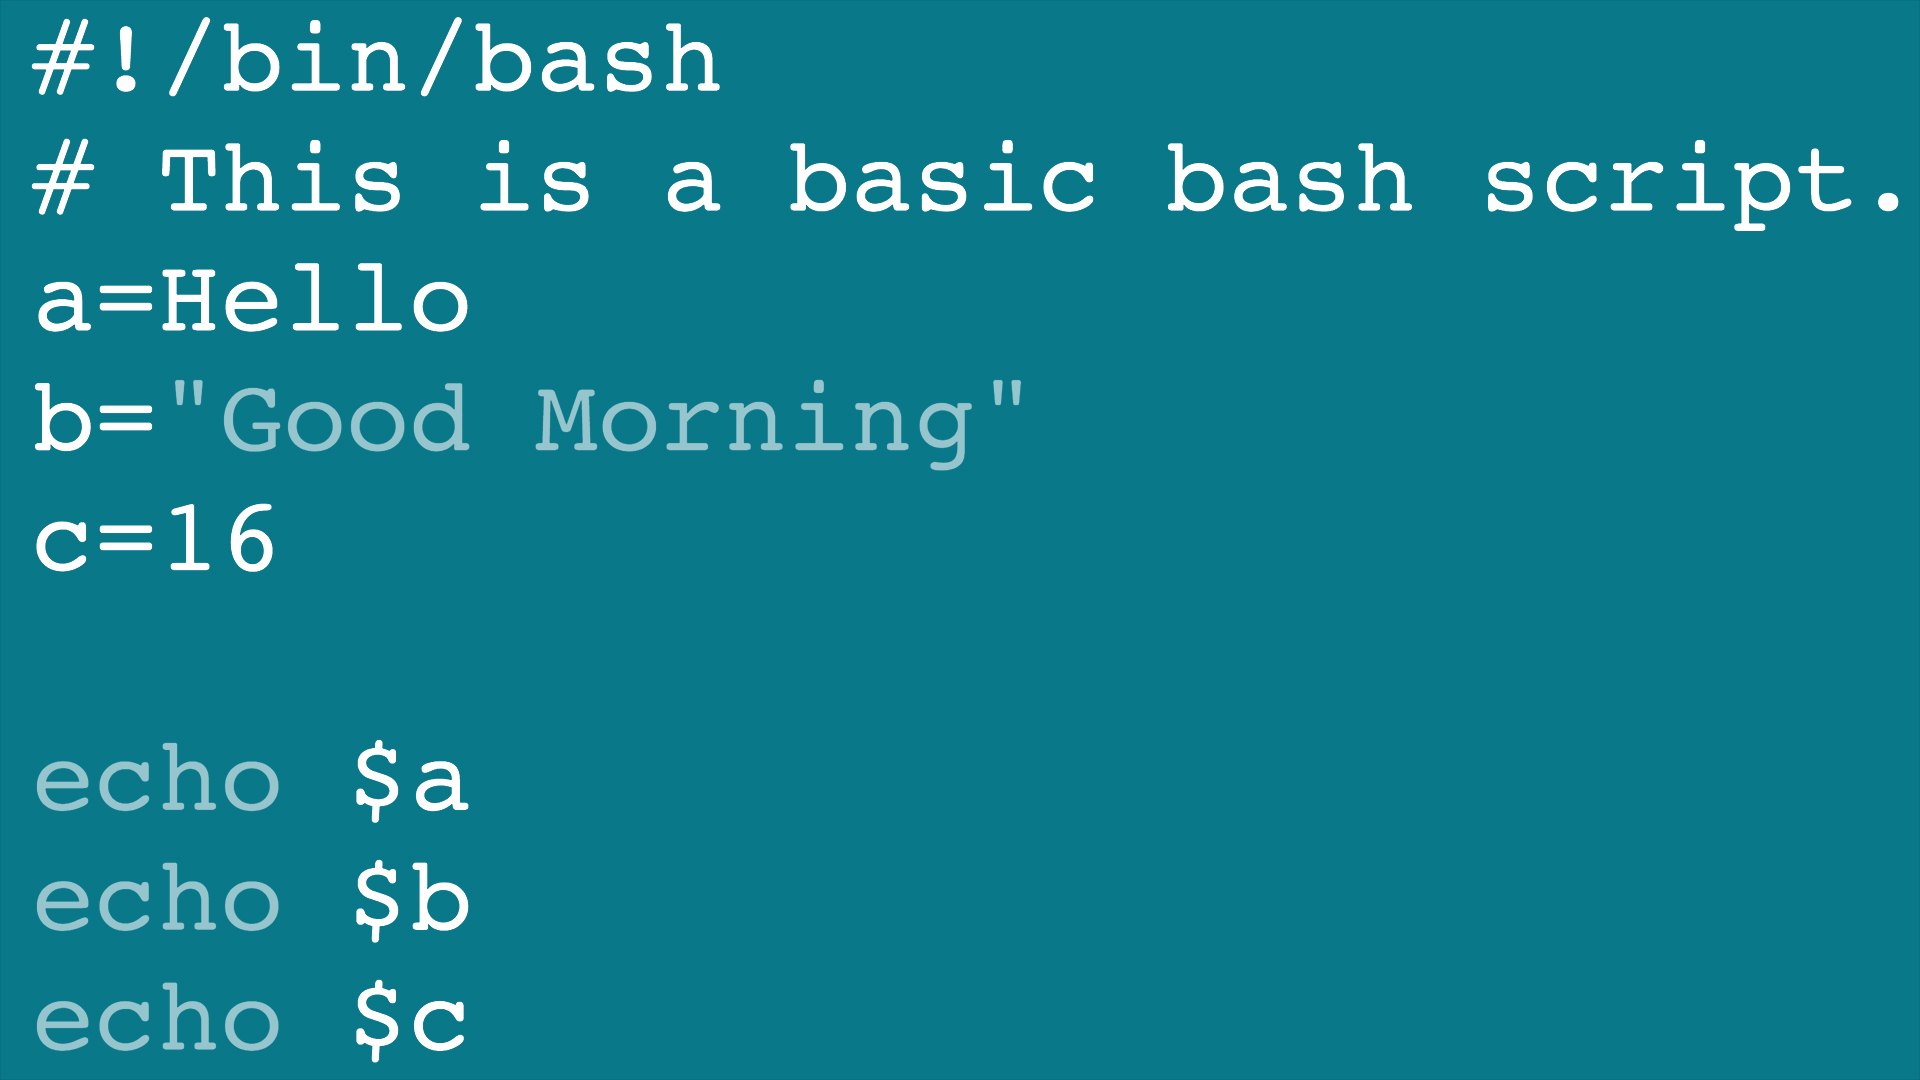 #!/bin/bash
# This is a basic bash script.
a=Hello
b="Good Morning"
c=16
echo $a
echo $b
echo $c